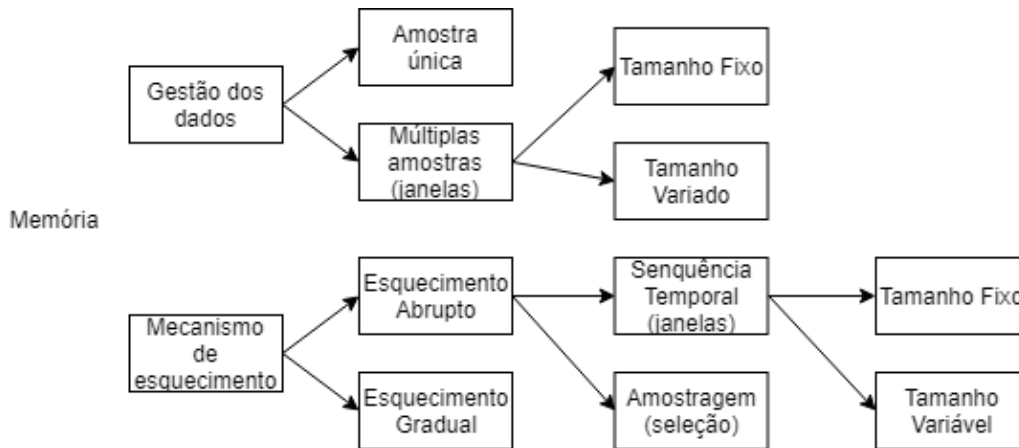 Amostra
única
Tamanho Fixo
Gestão dos
dados
Múltiplas
amostras
(janelas)
Tamanho
Variado
Memória
Esquecimento
Abrupto
Senquência
Temporal
(janelas)
Tamanho Fixo
Mecanismo
de
esquecimento
Esquecimento
Gradual
Amostragem
(seleção)
Tamanho
Variável